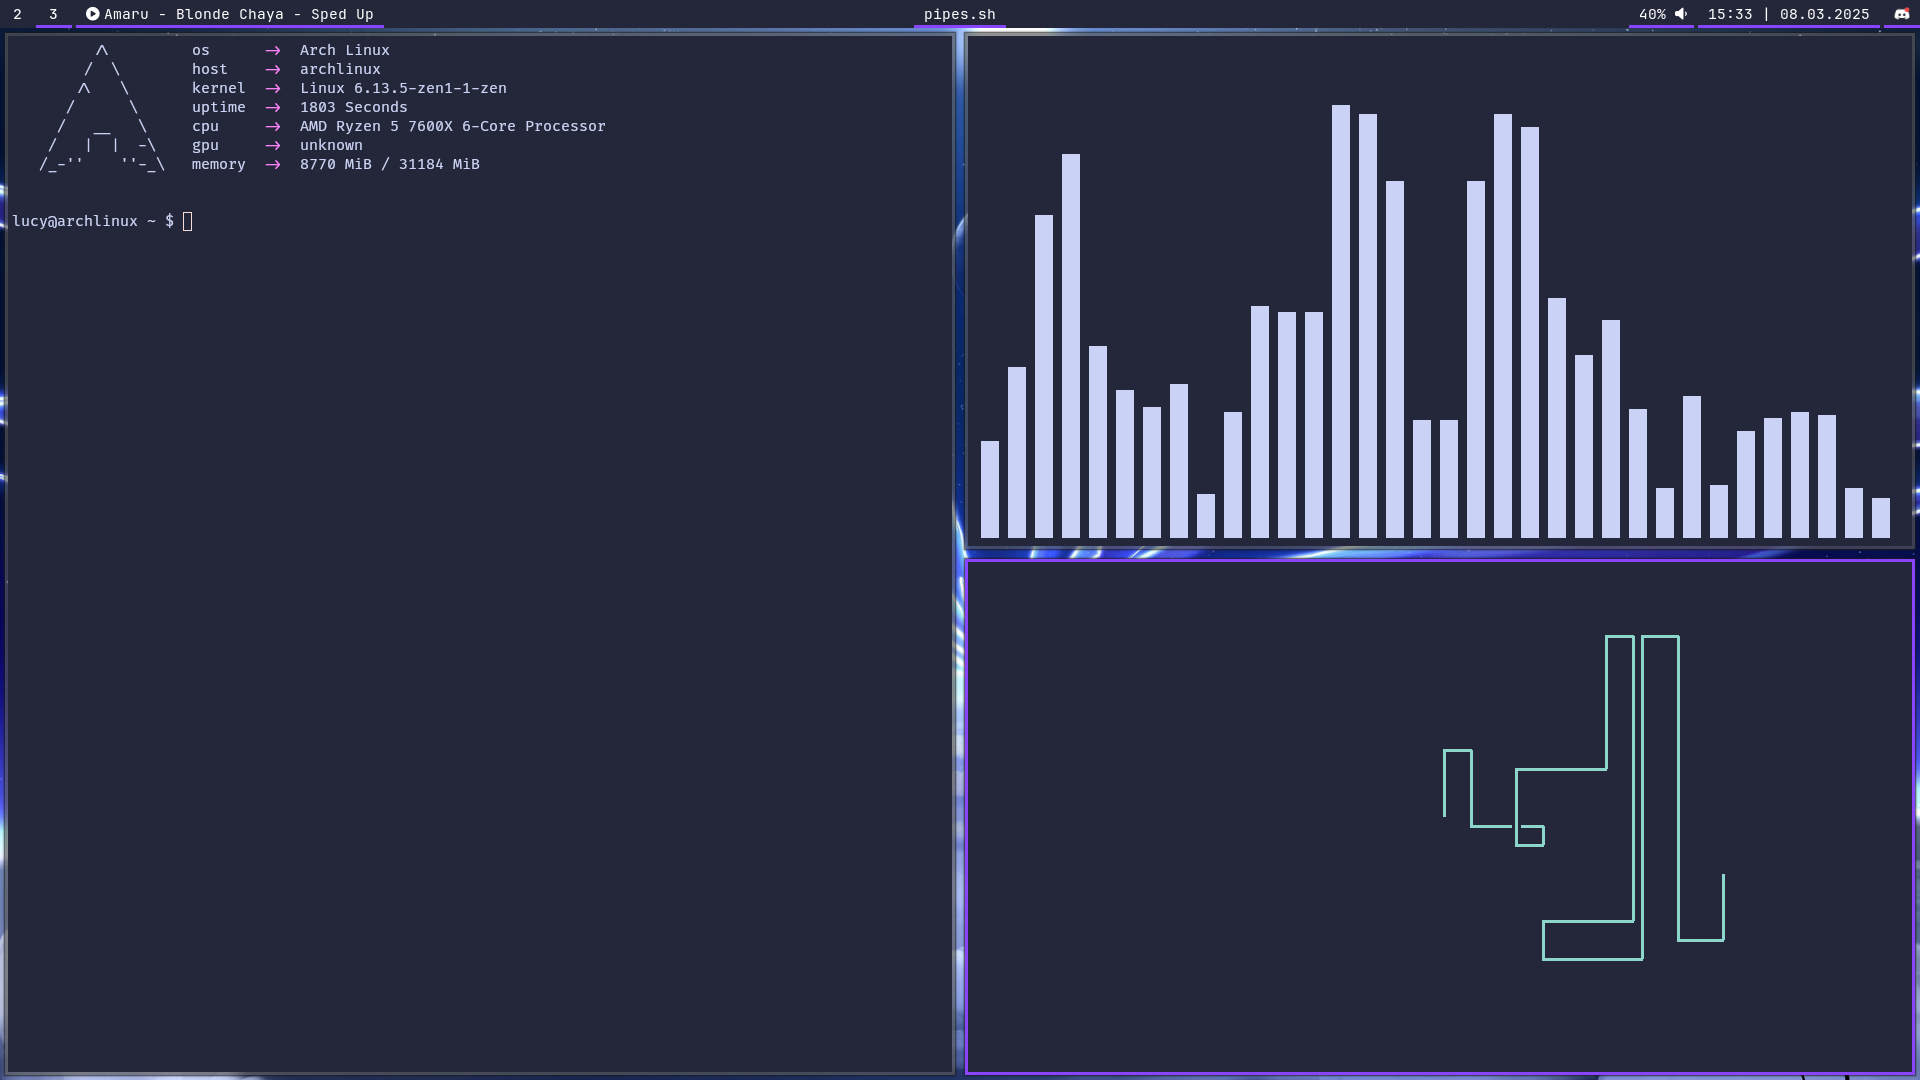 2 3 Amaru - Blonde Chaya - Sped Up
pipes.sh
40% 15:33 | 08.03.2025
os → Arch Linux
host → archlinux
kernel → Linux 6.13.5-zen1-1-zen
uptime → 1803 Seconds
cpu → AMD Ryzen 5 7600X 6-Core Processor
gpu → unknown
memory → 8770 MiB / 31184 MiB
lucy@archlinux ~ $